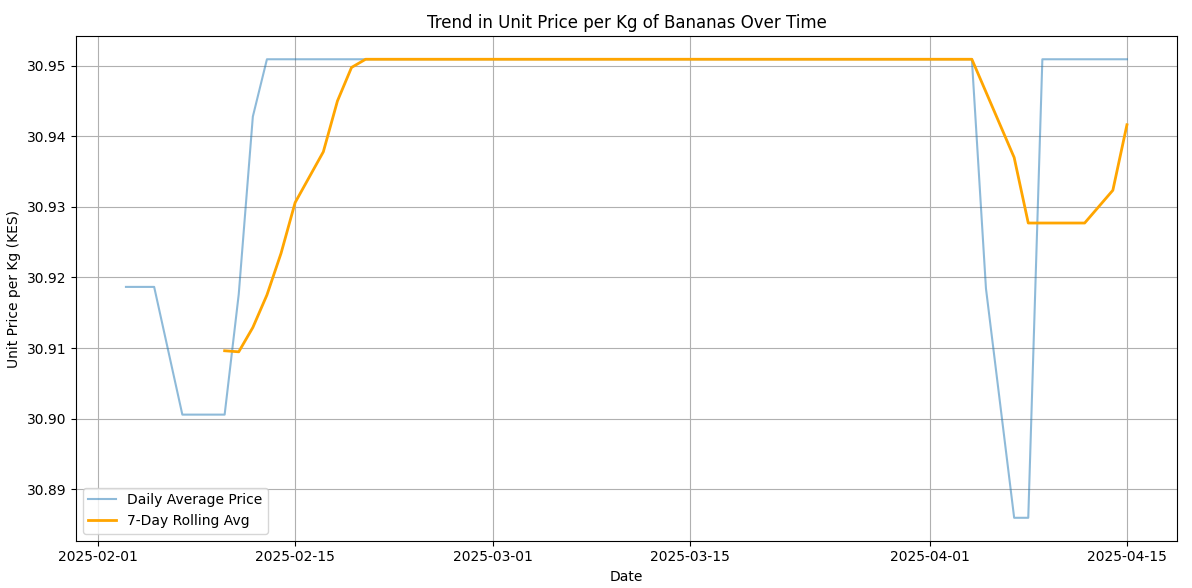 Trend in Unit Price per Kg of Bananas Over Time
Unit Price per Kg (KES)
30.95
30.94
30.93
30.92
30.91
30.90
30.89
Daily Average Price
7-Day Rolling Avg
2025-02-01
2025-02-15
2025-03-01
2025-03-15
2025-04-01
2025-04-15
Date